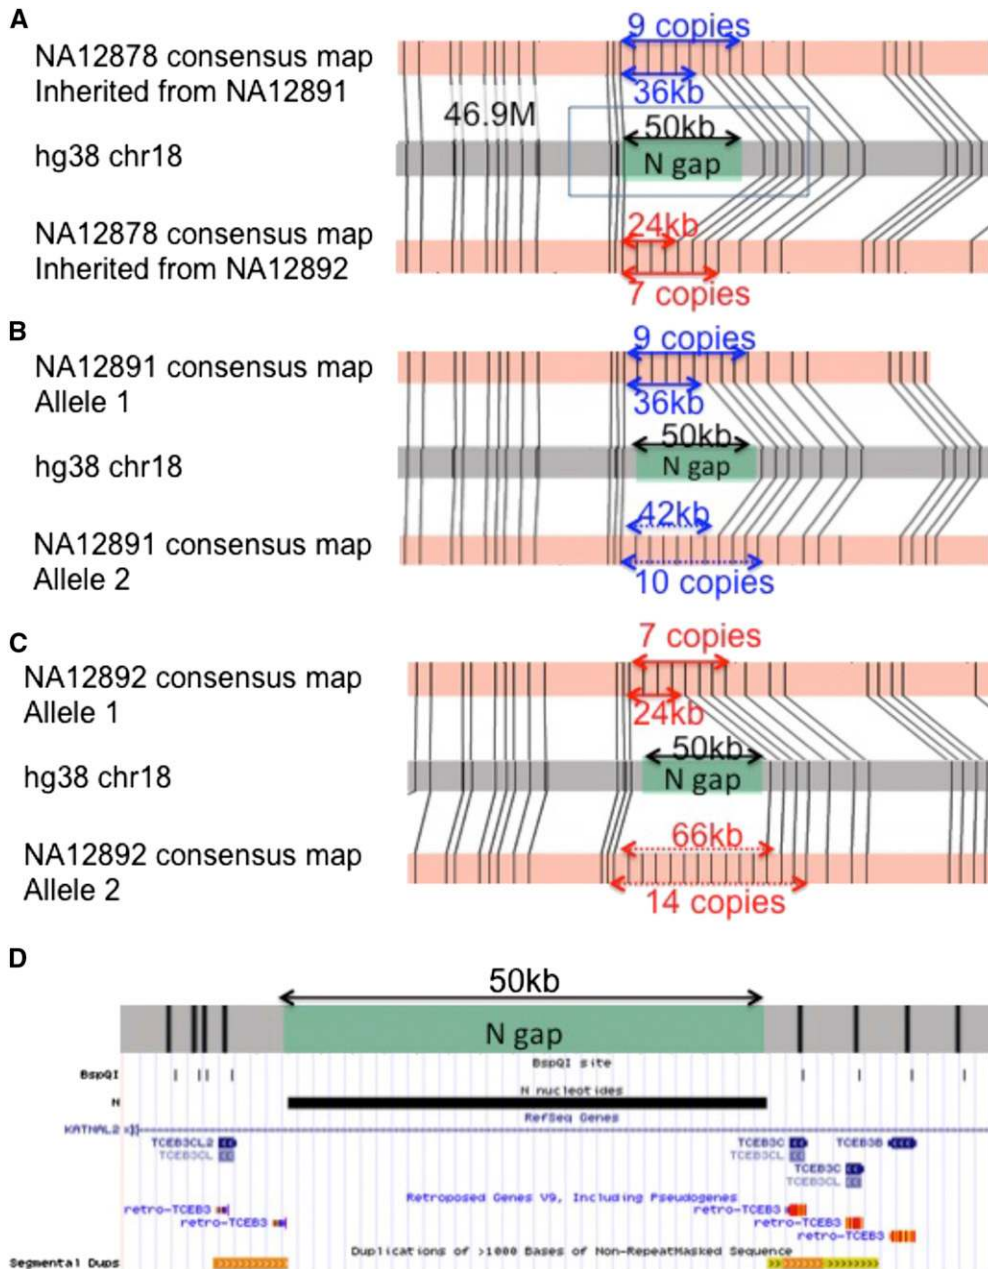 A
9 copies
NA12878 consensus map
Inherited from NA12891
36kb
46.9M
50kb
hg38 chr18
N gap
NA12878 consensus map
Inherited from NA12892
24kb
7 copies
B
9 copies
NA12891 consensus map
Allele 1
36kb
50kb
hg38 chr18
N gap
42kb
NA12891 consensus map
Allele 2
10 copies
C
7 copies
NA12892 consensus map
Allele 1
24kb
50kb
hg38 chr18
N gap
66kb
NA12892 consensus map
Allele 2
14 copies
D
50kb
N gap
BspQI site
BspQI
N nucleotides
N
RefSeq Genes
KATNAL2
TCEB3CL2 TCEB3C TCEB3B
TCEB3CL TCEB3CL
TCEB3C
TCEB3CL
Retroposed Genes V9, Including Pseudogenes
retro-TCEB3 retro-TCEB3
retro-TCEB3 retro-TCEB3
retro-TCEB3
Duplications of >1000 Bases of Non-RepeatMasked Sequence
Segmental Dups